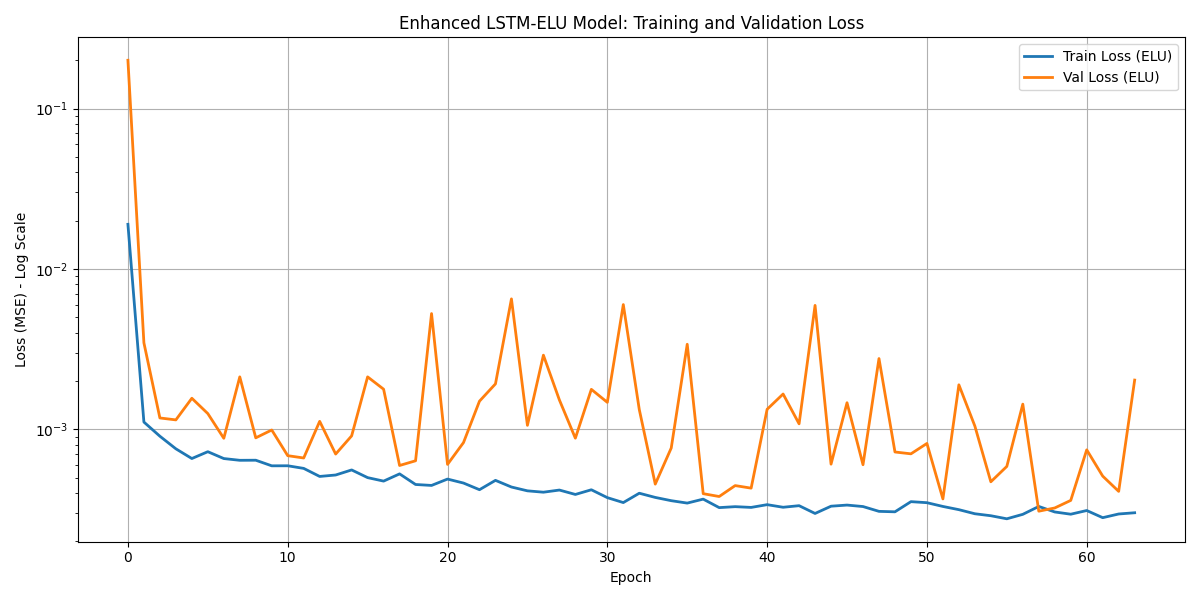 Enhanced LSTM-ELU Model: Training and Validation Loss
Train Loss (ELU)
Val Loss (ELU)
Loss (MSE) - Log Scale
10⁻¹
10⁻²
10⁻³
0 10 20 30 40 50 60
Epoch